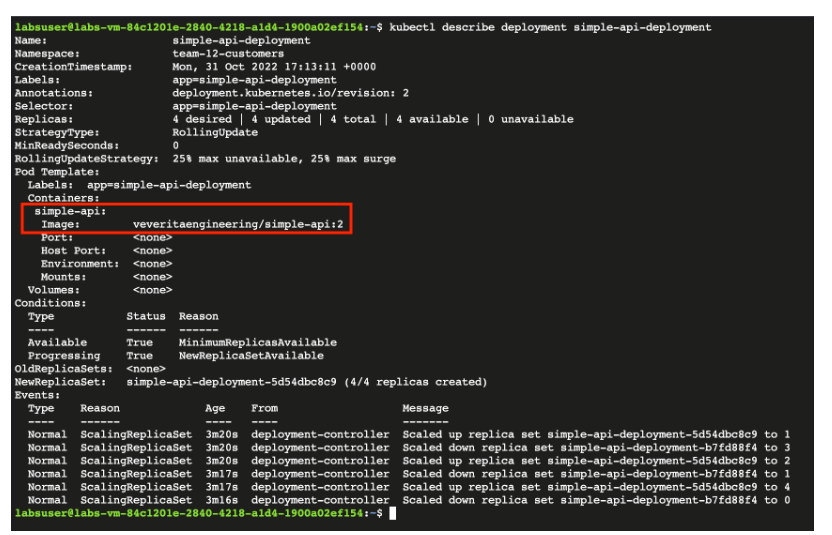 labsuser@labs-vm-84c1201e-2840-4218-a1d4-1900a02ef154:~$ kubectl describe deployment simple-api-deployment
Name: simple-api-deployment
Namespace: team-12-customers
CreationTimestamp: Mon, 31 Oct 2022 17:13:11 +0000
Labels: app=simple-api-deployment
Annotations: deployment.kubernetes.io/revision: 2
Selector: app=simple-api-deployment
Replicas: 4 desired | 4 updated | 4 total | 4 available | 0 unavailable
StrategyType: RollingUpdate
MinReadySeconds: 0
RollingUpdateStrategy: 25% max unavailable, 25% max surge
Pod Template:
Labels: app=simple-api-deployment
Containers:
simple-api:
Image: veveritaengineering/simple-api:2
Port: <none>
Host Port: <none>
Environment: <none>
Mounts: <none>
Volumes: <none>
Conditions:
Type Status Reason
---- ------ ------
Available True MinimumReplicasAvailable
Progressing True NewReplicaSetAvailable
OldReplicaSets: <none>
NewReplicaSet: simple-api-deployment-5d54dbc8c9 (4/4 replicas created)
Events:
Type Reason Age From Message
---- ------ ---- ---- -------
Normal ScalingReplicaSet 3m20s deployment-controller Scaled up replica set simple-api-deployment-5d54dbc8c9 to 1
Normal ScalingReplicaSet 3m20s deployment-controller Scaled down replica set simple-api-deployment-b7fd88f4 to 3
Normal ScalingReplicaSet 3m20s deployment-controller Scaled up replica set simple-api-deployment-5d54dbc8c9 to 2
Normal ScalingReplicaSet 3m17s deployment-controller Scaled down replica set simple-api-deployment-b7fd88f4 to 1
Normal ScalingReplicaSet 3m17s deployment-controller Scaled up replica set simple-api-deployment-5d54dbc8c9 to 4
Normal ScalingReplicaSet 3m16s deployment-controller Scaled down replica set simple-api-deployment-b7fd88f4 to 0
labsuser@labs-vm-84c1201e-2840-4218-a1d4-1900a02ef154:~$